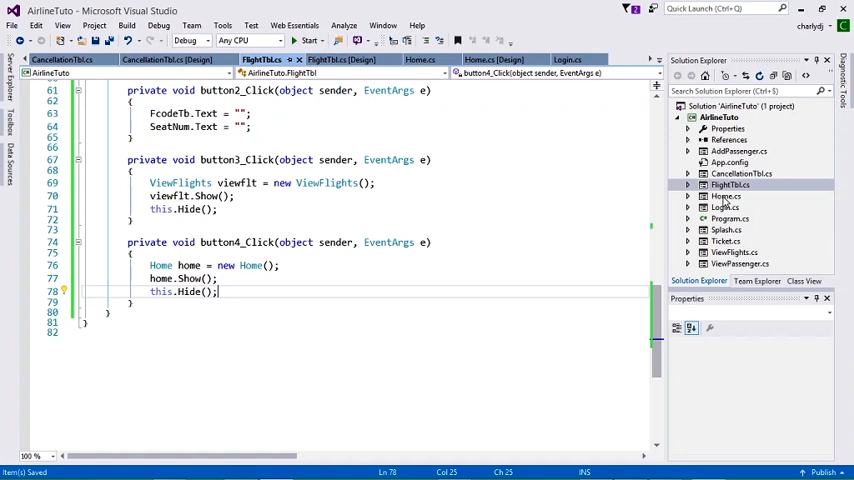 AirlineTuto - Microsoft Visual Studio
2
Quick Launch (Ctrl+Q)
File Edit View Project Build Debug Team Tools Test Web Essentials Analyze Window Help
charlydj
Debug Any CPU Start
CancellationTbl.cs CancellationTbl.cs [Design] FlightTbl.cs FlightTbl.cs [Design] Home.cs Home.cs [Design] Login.cs
AirlineTuto AirlineTuto.FlightTbl button4_Click(object sender, EventArgs e)
Server Explorer
Toolbox
Data Sources
61 private void button2_Click(object sender, EventArgs e)
62 {
63 FcodeTb.Text = "";
64 SeatNum.Text = "";
65 }
66
67 private void button3_Click(object sender, EventArgs e)
68 {
69 ViewFlights viewflt = new ViewFlights();
70 viewflt.Show();
71 this.Hide();
72 }
73
74 private void button4_Click(object sender, EventArgs e)
75 {
76 Home home = new Home();
77 home.Show();
78 this.Hide();
79 }
80 }
81 }
82
100 %
Solution Explorer
Search Solution Explorer (Ctrl+;)
Solution 'AirlineTuto' (1 project)
AirlineTuto
Properties
References
AddPassenger.cs
App.config
CancellationTbl.cs
FlightTbl.cs
Home.cs
Login.cs
Program.cs
Splash.cs
Ticket.cs
ViewFlights.cs
ViewPassenger.cs
Solution Explorer Team Explorer Class View
Properties
Diagnostic Tools
Item(s) Saved Ln 78 Col 25 Ch 25 INS Publish